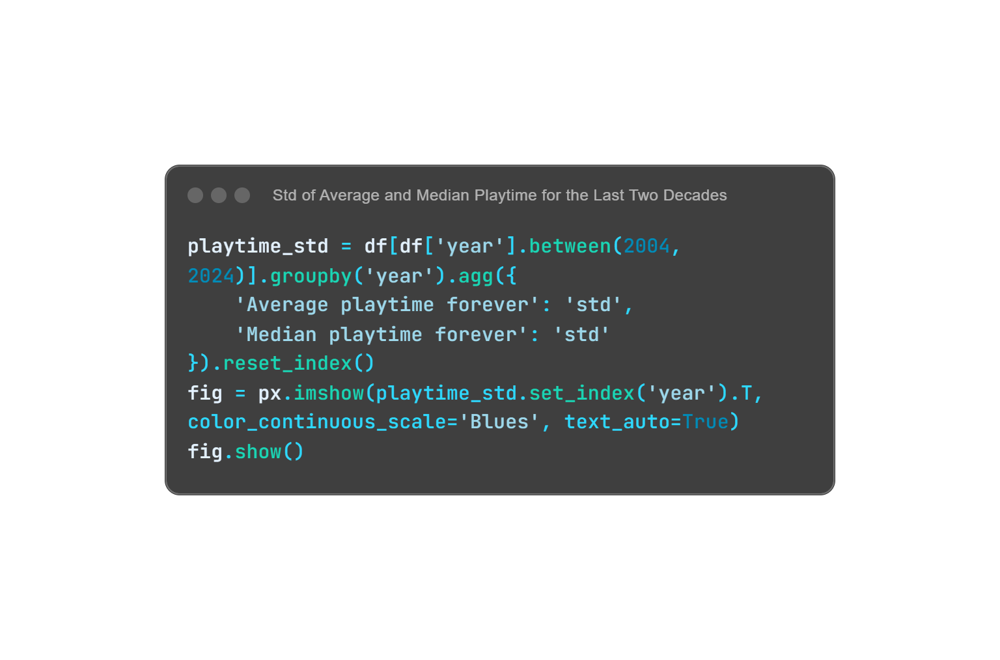 Std of Average and Median Playtime for the Last Two Decades
playtime_std = df[df['year'].between(2004,
2024)].groupby('year').agg({
    'Average playtime forever': 'std',
    'Median playtime forever': 'std'
}).reset_index()
fig = px.imshow(playtime_std.set_index('year').T,
color_continuous_scale='Blues', text_auto=True)
fig.show()